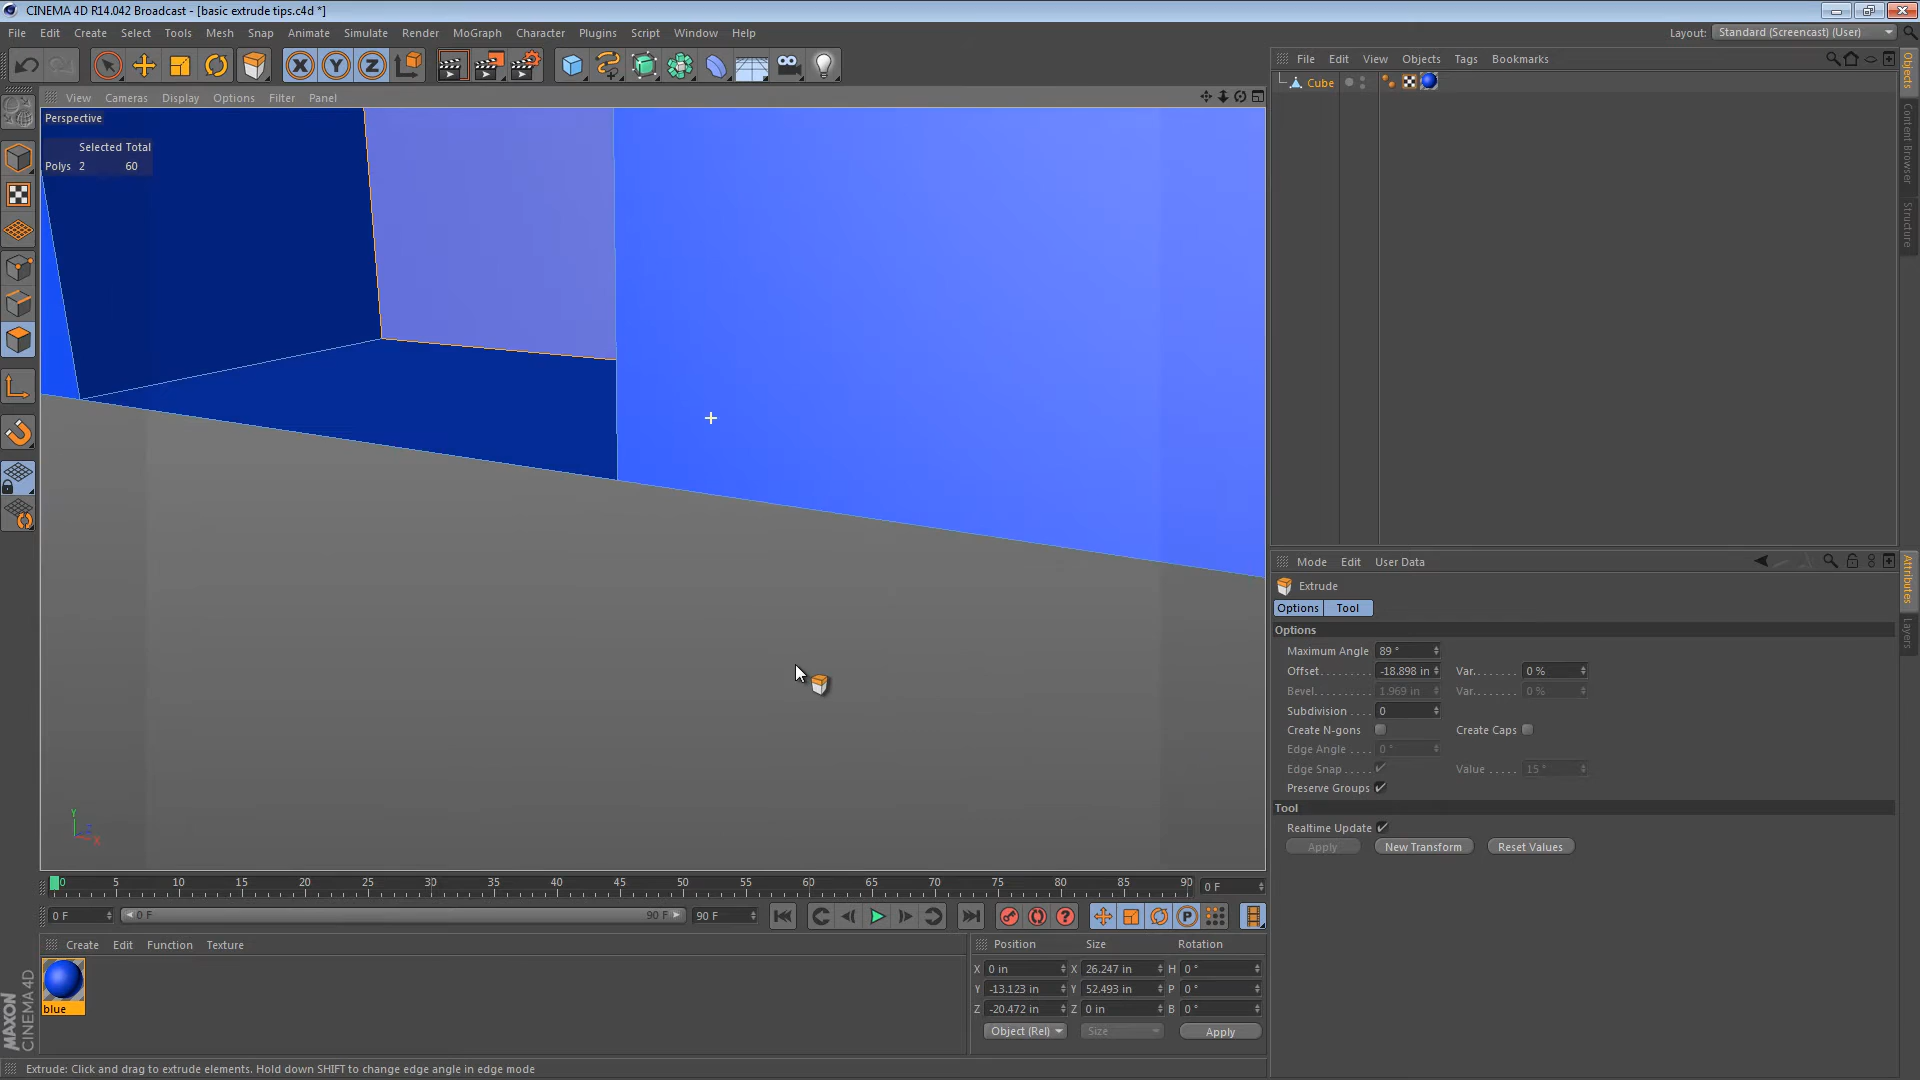 CINEMA 4D R14.042 Broadcast - [basic extrude tips.c4d *]
File Edit Create Select Tools Mesh Snap Animate Simulate Render Character MoGraph Character Plugins Script Window Help
Layout: Standard (Screencast) (User)
View Cameras Display Options Filter Panel
File Edit View Objects Tags Bookmarks
Cube
Objects
Content Browser
Structure
Perspective
Selected Total
Polys 2 60
Mode Edit User Data
Attributes
Layers
Extrude
Options Tool
Options
Maximum Angle 89 °
Offset -18.898 in Var. 0 %
Bevel 1.969 in Var. 0 %
Subdivision 0
Create N-gons Create Caps
Edge Angle 0 °
Edge Snap Value 15 °
Preserve Groups
Tool
Realtime Update
Apply New Transform Reset Values
Y
X
0 5 10 15 20 25 30 35 40 45 50 55 60 65 70 75 80 85 90 0 F
0 F 0 F 90 F 90 F
Create Edit Function Texture
blue
Position Size Rotation
X 0 in X 26.247 in H 0 °
Y -13.123 in Y 52.493 in P 0 °
Z -20.472 in Z 0 in B 0 °
Object (Rel) Size Apply
MAXON
CINEMA 4D
Extrude: Click and drag to extrude elements. Hold down SHIFT to change edge angle in edge mode